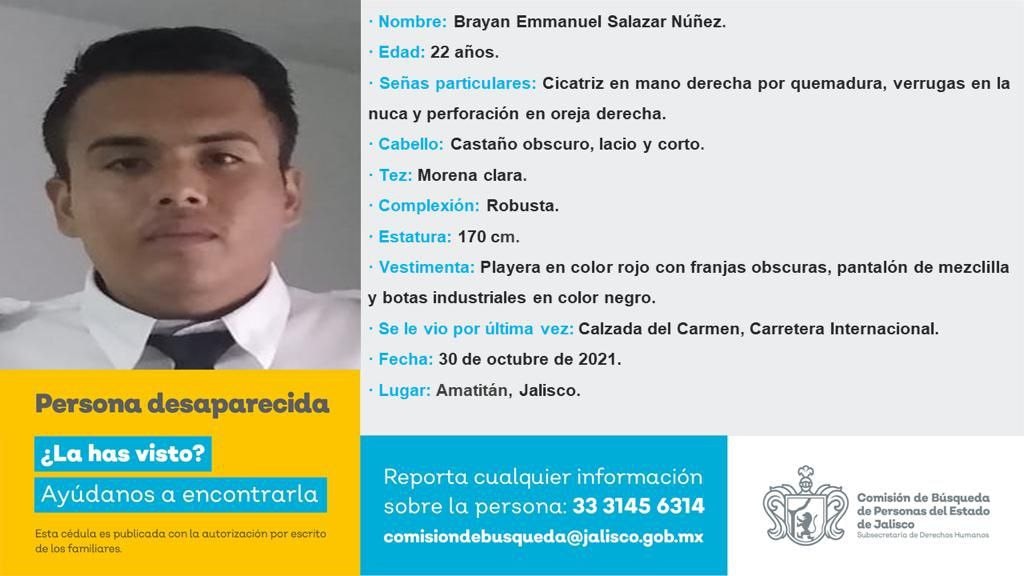 · Nombre: Brayan Emmanuel Salazar Núñez.
· Edad: 22 años.
· Señas particulares: Cicatriz en mano derecha por quemadura, verrugas en la
nuca y perforación en oreja derecha.
· Cabello: Castaño obscuro, lacio y corto.
· Tez: Morena clara.
· Complexión: Robusta.
· Estatura: 170 cm.
· Vestimenta: Playera en color rojo con franjas obscuras, pantalón de mezclilla
y botas industriales en color negro.
· Se le vio por última vez: Calzada del Carmen, Carretera Internacional.
· Fecha: 30 de octubre de 2021.
· Lugar: Amatitán, Jalisco.
Persona desaparecida
¿La has visto?
Ayúdanos a encontrarla
Esta cédula es publicada con la autorización por escrito
de los familiares.
Reporta cualquier información
sobre la persona: 33 3145 6314
comisiondebusqueda@jalisco.gob.mx
Comisión de Búsqueda
de Personas del Estado
de Jalisco
Subsecretaría de Derechos Humanos